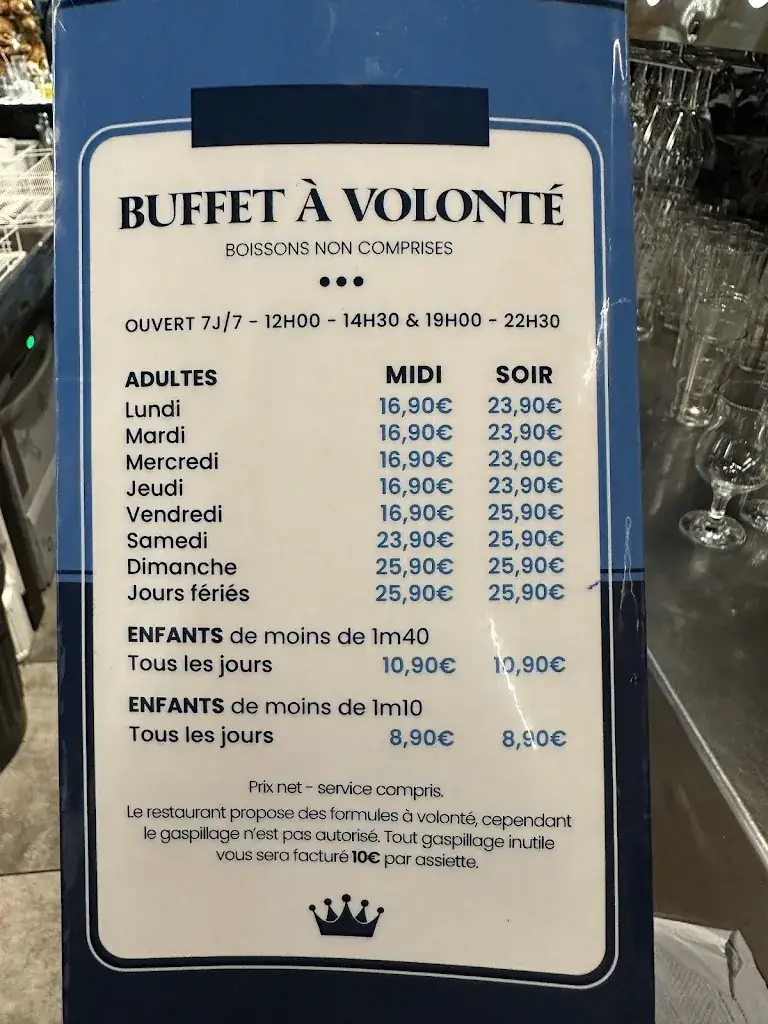 BUFFET À VOLONTÉ
BOISSONS NON COMPRISES
OUVERT 7J/7 - 12H00 - 14H30 & 19H00 - 22H30
ADULTES MIDI SOIR
Lundi 16,90€ 23,90€
Mardi 16,90€ 23,90€
Mercredi 16,90€ 23,90€
Jeudi 16,90€ 23,90€
Vendredi 16,90€ 25,90€
Samedi 23,90€ 25,90€
Dimanche 25,90€ 25,90€
Jours fériés 25,90€ 25,90€
ENFANTS de moins de 1m40
Tous les jours 10,90€ 10,90€
ENFANTS de moins de 1m10
Tous les jours 8,90€ 8,90€
Prix net - service compris.
Le restaurant propose des formules à volonté, cependant
le gaspillage n'est pas autorisé. Tout gaspillage inutile
vous sera facturé 10€ par assiette.